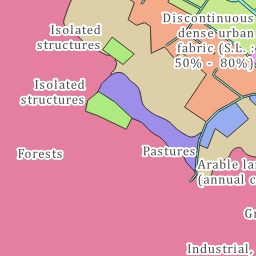 Isolated
structures
Discontinuous
dense urban
fabric (S.L. :
50% - 80%)
Isolated
structures
Forests
Pastures
Arable la
(annual c
Gr
Industrial,